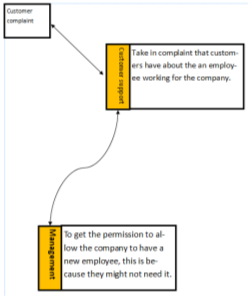 Customer
complaint
Customer support
Take in complaint that custom-
ers have about the an employ-
ee working for the company.
Management
To get the permission to al-
low the company to have a
new employee, this is be-
cause they might not need it.